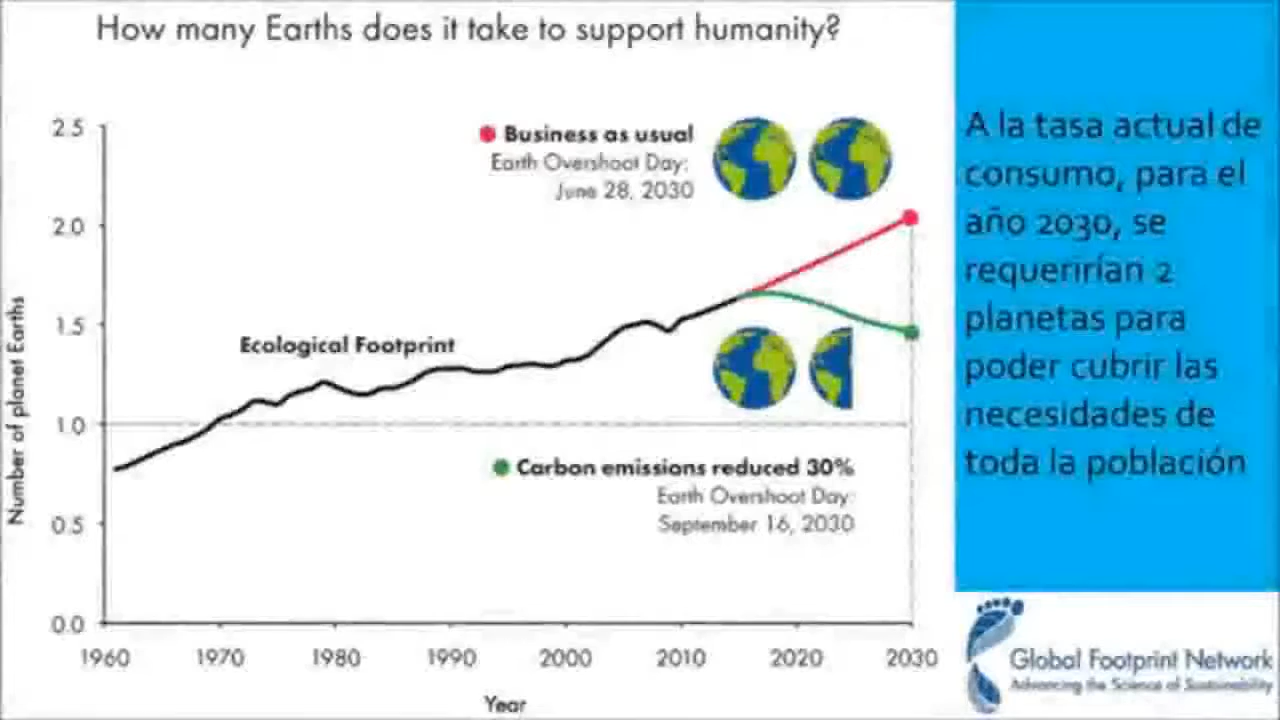 How many Earths does it take to support humanity?
2.5
2.0
1.5
1.0
0.5
0.0
Number of planet Earths
Business as usual
Earth Overshoot Day:
June 28, 2030
Ecological Footprint
Carbon emissions reduced 30%
Earth Overshoot Day:
September 16, 2030
1960 1970 1980 1990 2000 2010 2020 2030
Year
A la tasa actual de
consumo, para el
año 2030, se
requerirían 2
planetas para
poder cubrir las
necesidades de
toda la población
Global Footprint Network
Advancing the Science of Sustainability